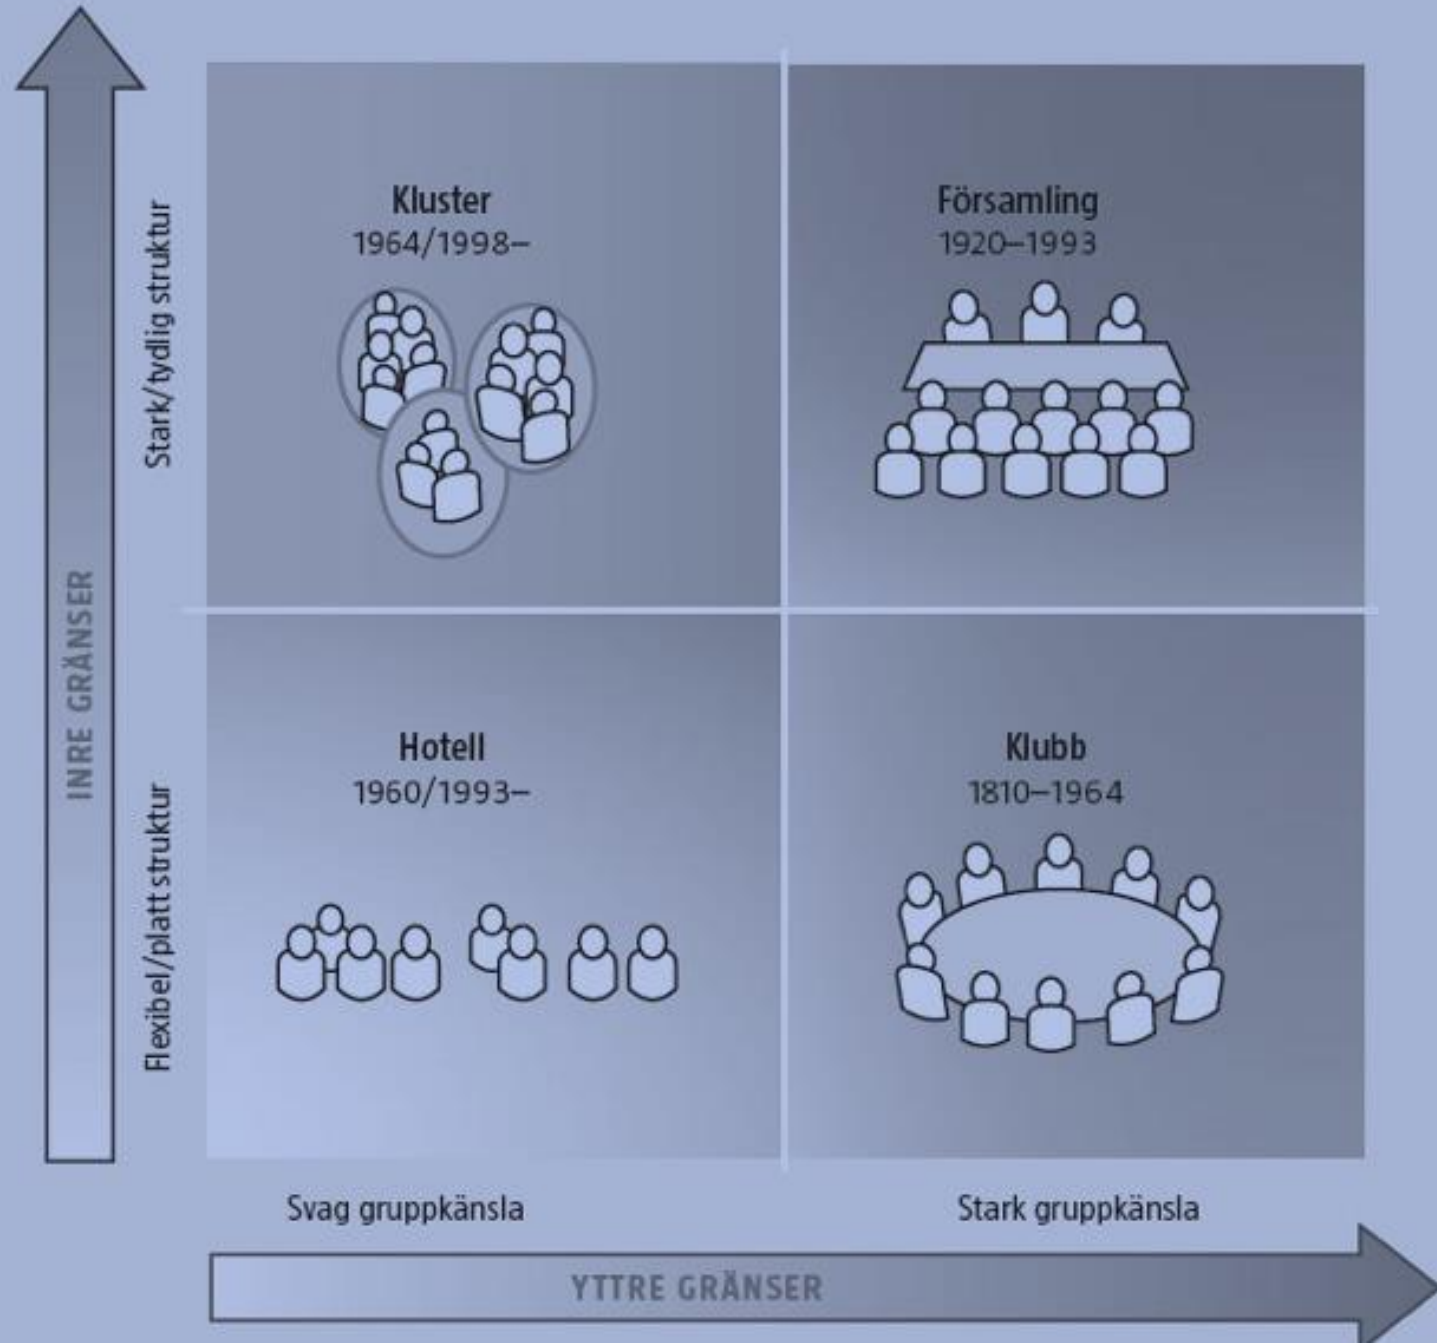 Kluster
1964/1998–
Församling
1920–1993
Stark/tydlig struktur
INRE GRÄNSER
Hotell
1960/1993–
Klubb
1810–1964
Flexibel/platt struktur
Svag gruppkänsla
Stark gruppkänsla
YTTRE GRÄNSER